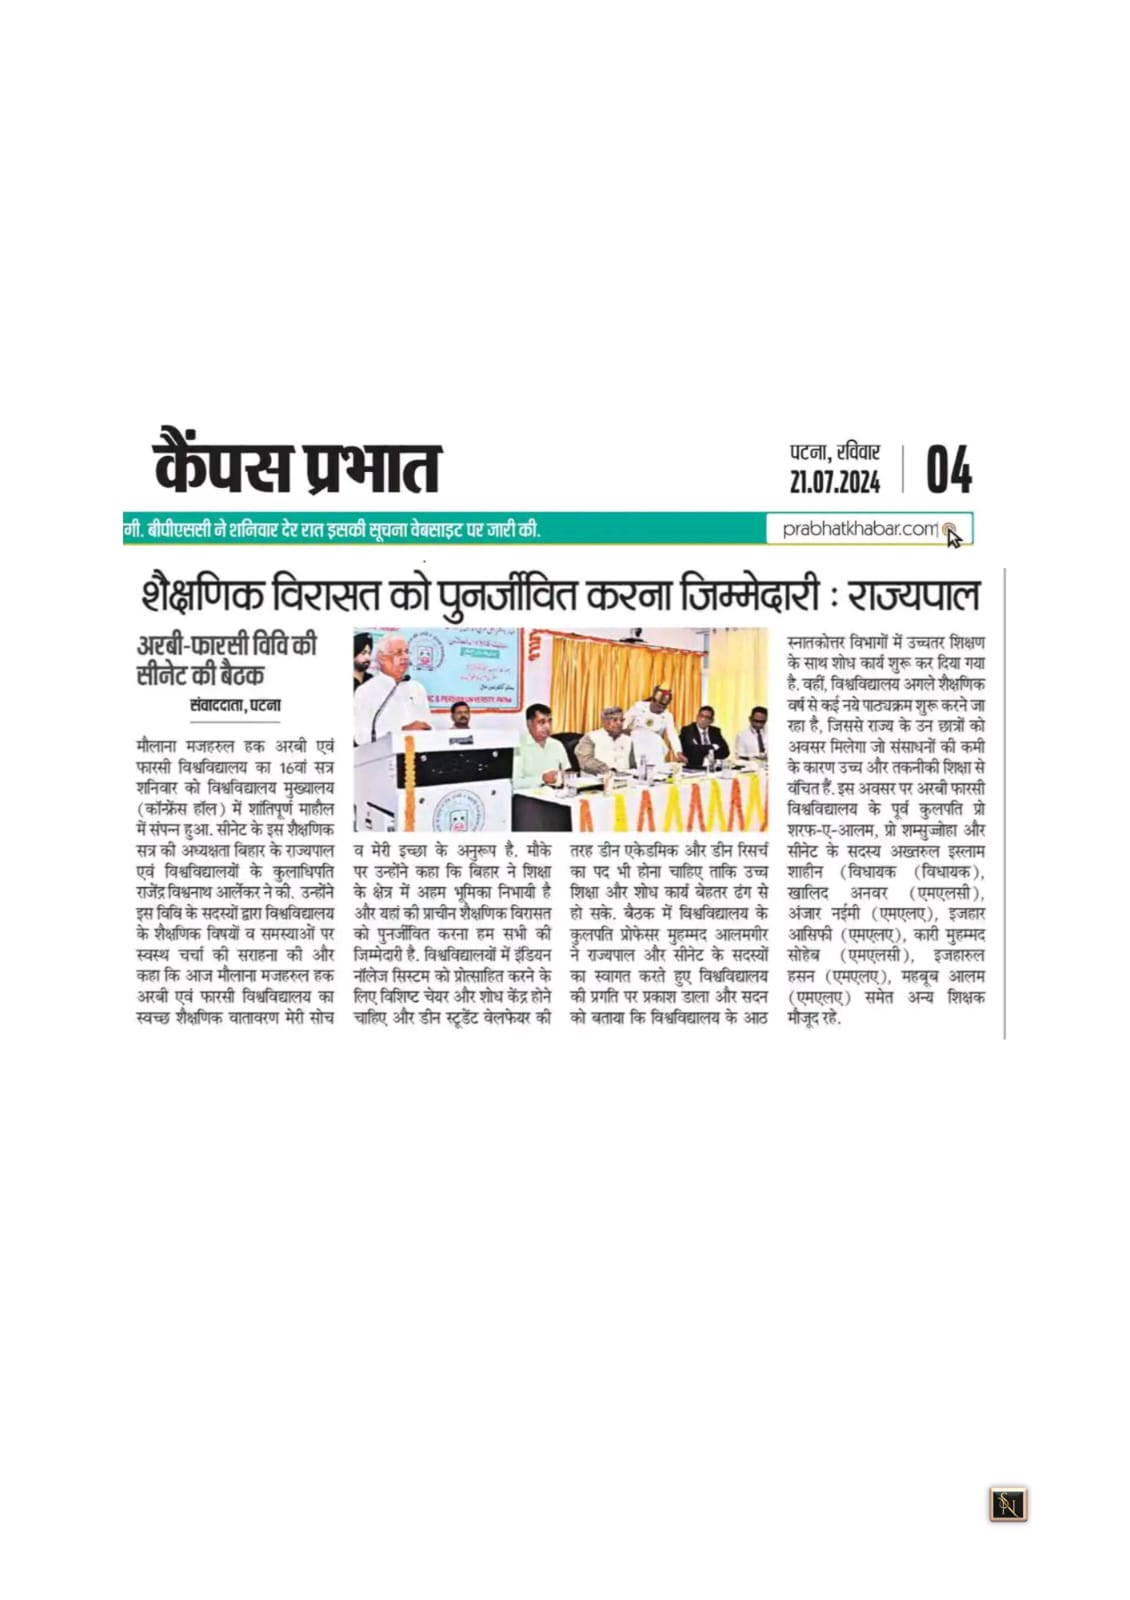 कैंपस प्रभात
पटना, रविवार
21.07.2024
04
गी. बीपीएससी ने शनिवार देर रात इसकी सूचना वेबसाइट पर जारी की.
prabhatkhabar.com
शैक्षणिक विरासत को पुनर्जीवित करना जिम्मेदारी : राज्यपाल
अरबी-फारसी विवि की
सीनेट की बैठक
संवाददाता, पटना
मौलाना मजहरुल हक अरबी एवं
फारसी विश्वविद्यालय का 16वां सत्र
शनिवार को विश्वविद्यालय मुख्यालय
(कॉन्फ्रेंस हॉल) में शांतिपूर्ण माहौल
में संपन्न हुआ. सीनेट के इस शैक्षणिक
सत्र की अध्यक्षता बिहार के राज्यपाल
एवं विश्वविद्यालयों के कुलाधिपति
राजेंद्र विश्वनाथ आर्लेकर ने की. उन्होंने
इस विवि के सदस्यों द्वारा विश्वविद्यालय
के शैक्षणिक विषयों व समस्याओं पर
स्वस्थ चर्चा की सराहना की और
कहा कि आज मौलाना मजहरुल हक
अरबी एवं फारसी विश्वविद्यालय का
स्वच्छ शैक्षणिक वातावरण मेरी सोच
C & PERSIAN UNIVERSITY, PATNA
व मेरी इच्छा के अनुरूप है. मौके
पर उन्होंने कहा कि बिहार ने शिक्षा
के क्षेत्र में अहम भूमिका निभायी है
और यहां की प्राचीन शैक्षणिक विरासत
को पुनर्जीवित करना हम सभी की
जिम्मेदारी है. विश्वविद्यालयों में इंडियन
नॉलेज सिस्टम को प्रोत्साहित करने के
लिए विशिष्ट चेयर और शोध केंद्र होने
चाहिए और डीन स्टूडेंट वेलफेयर की
तरह डीन एकेडमिक और डीन रिसर्च
का पद भी होना चाहिए ताकि उच्च
शिक्षा और शोध कार्य बेहतर ढंग से
हो सके. बैठक में विश्वविद्यालय के
कुलपति प्रोफेसर मुहम्मद आलमगीर
ने राज्यपाल और सीनेट के सदस्यों
का स्वागत करते हुए विश्वविद्यालय
की प्रगति पर प्रकाश डाला और सदन
को बताया कि विश्वविद्यालय के आठ
स्नातकोत्तर विभागों में उच्चतर शिक्षण
के साथ शोध कार्य शुरू कर दिया गया
है. वहीं, विश्वविद्यालय अगले शैक्षणिक
वर्ष से कई नये पाठ्यक्रम शुरू करने जा
रहा है, जिससे राज्य के उन छात्रों को
अवसर मिलेगा जो संसाधनों की कमी
के कारण उच्च और तकनीकी शिक्षा से
वंचित हैं. इस अवसर पर अरबी फारसी
विश्वविद्यालय के पूर्व कुलपति प्रो
शरफ-ए-आलम, प्रो शम्सुज्जोहा और
सीनेट के सदस्य अख्तरुल इस्लाम
शाहीन (विधायक (विधायक),
खालिद अनवर (एमएलसी),
अंजार नईमी (एमएलए), इजहार
आसिफी (एमएलए), कारी मुहम्मद
सोहेब (एमएलसी), इजहारुल
हसन (एमएलए), महबूब आलम
(एमएलए) समेत अन्य शिक्षक
मौजूद रहे.